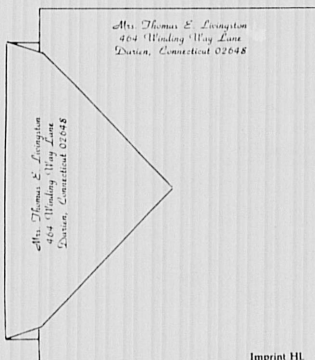 Mrs. Thomas E. Livingston
464 Winding Way Lane
Darien, Connecticut 02648
Mrs. Thomas E. Livingston
464 Winding Way Lane
Darien, Connecticut 02648
Imprint HL